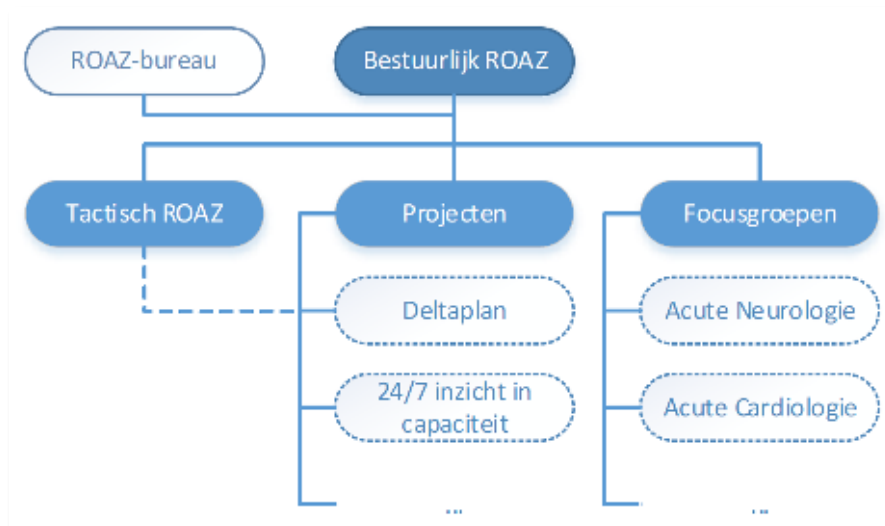 ROAZ-bureau
Bestuurlijk ROAZ
Tactisch ROAZ
Projecten
Focusgroepen
Deltaplan
Acute Neurologie
24/7 inzicht in
capaciteit
Acute Cardiologie
...
...